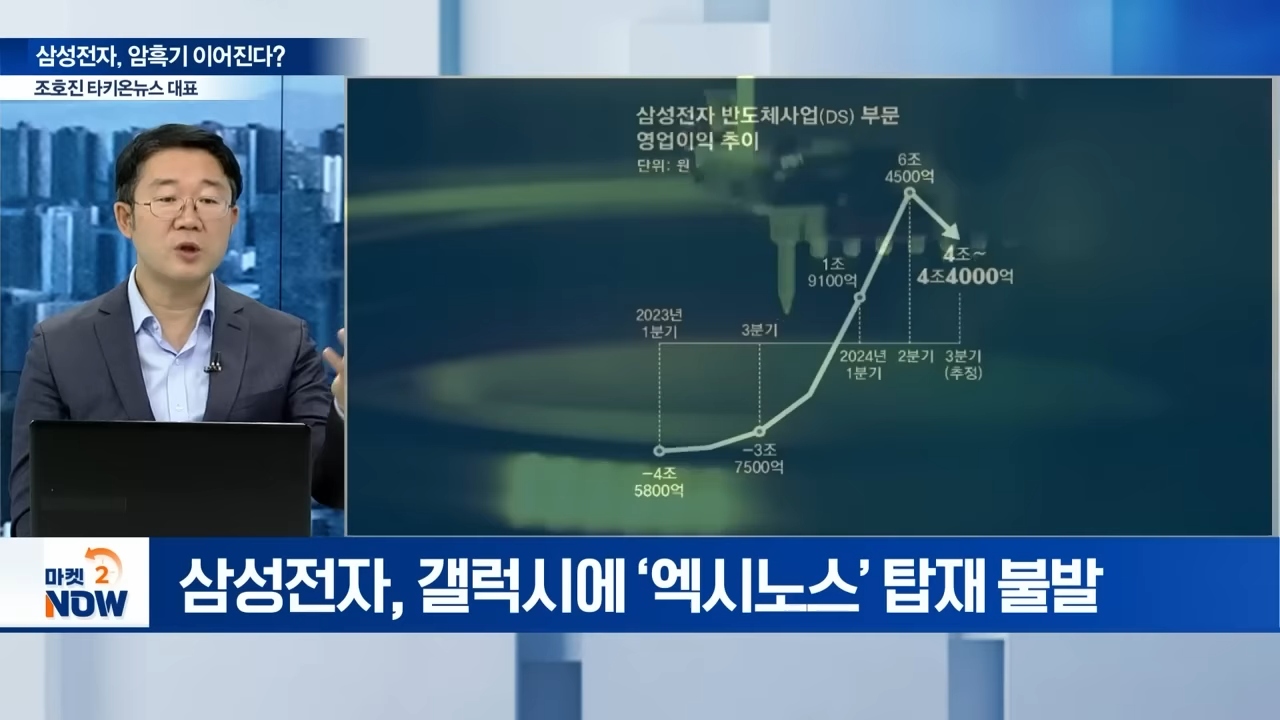 삼성전자, 암흑기 이어진다?
조호진 타키온뉴스 대표
삼성전자 반도체사업(DS) 부문
영업이익 추이
단위: 원
6조
4500억
4조~
4조4000억
1조
9100억
2023년
1분기
3분기
2024년
1분기
2분기
3분기
(추정)
-3조
7500억
-4조
5800억
마켓 2
NOW
삼성전자, 갤럭시에 ‘엑시노스’ 탑재 불발